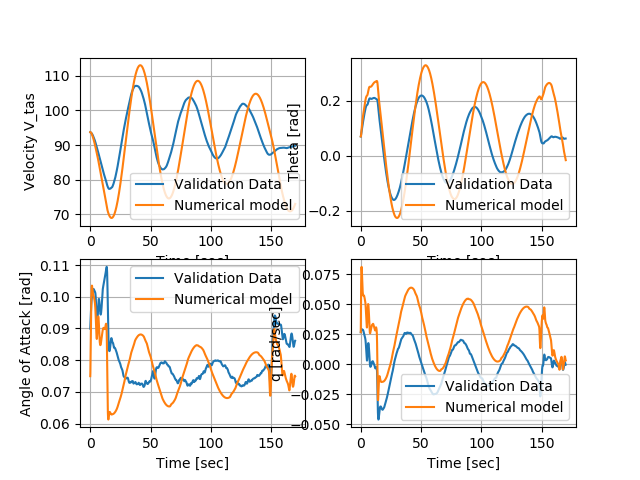 Velocity V_tas
110
100
90
80
70
0
50
100
150
Time [sec]
Validation Data
Numerical model
Theta [rad]
0.2
0.0
−0.2
0
50
100
150
Time [sec]
Validation Data
Numerical model
Angle of Attack [rad]
0.11
0.10
0.09
0.08
0.07
0.06
0
50
100
150
Time [sec]
Validation Data
Numerical model
q [rad/sec]
0.075
0.050
0.025
0.000
−0.025
−0.050
0
50
100
150
Time [sec]
Validation Data
Numerical model